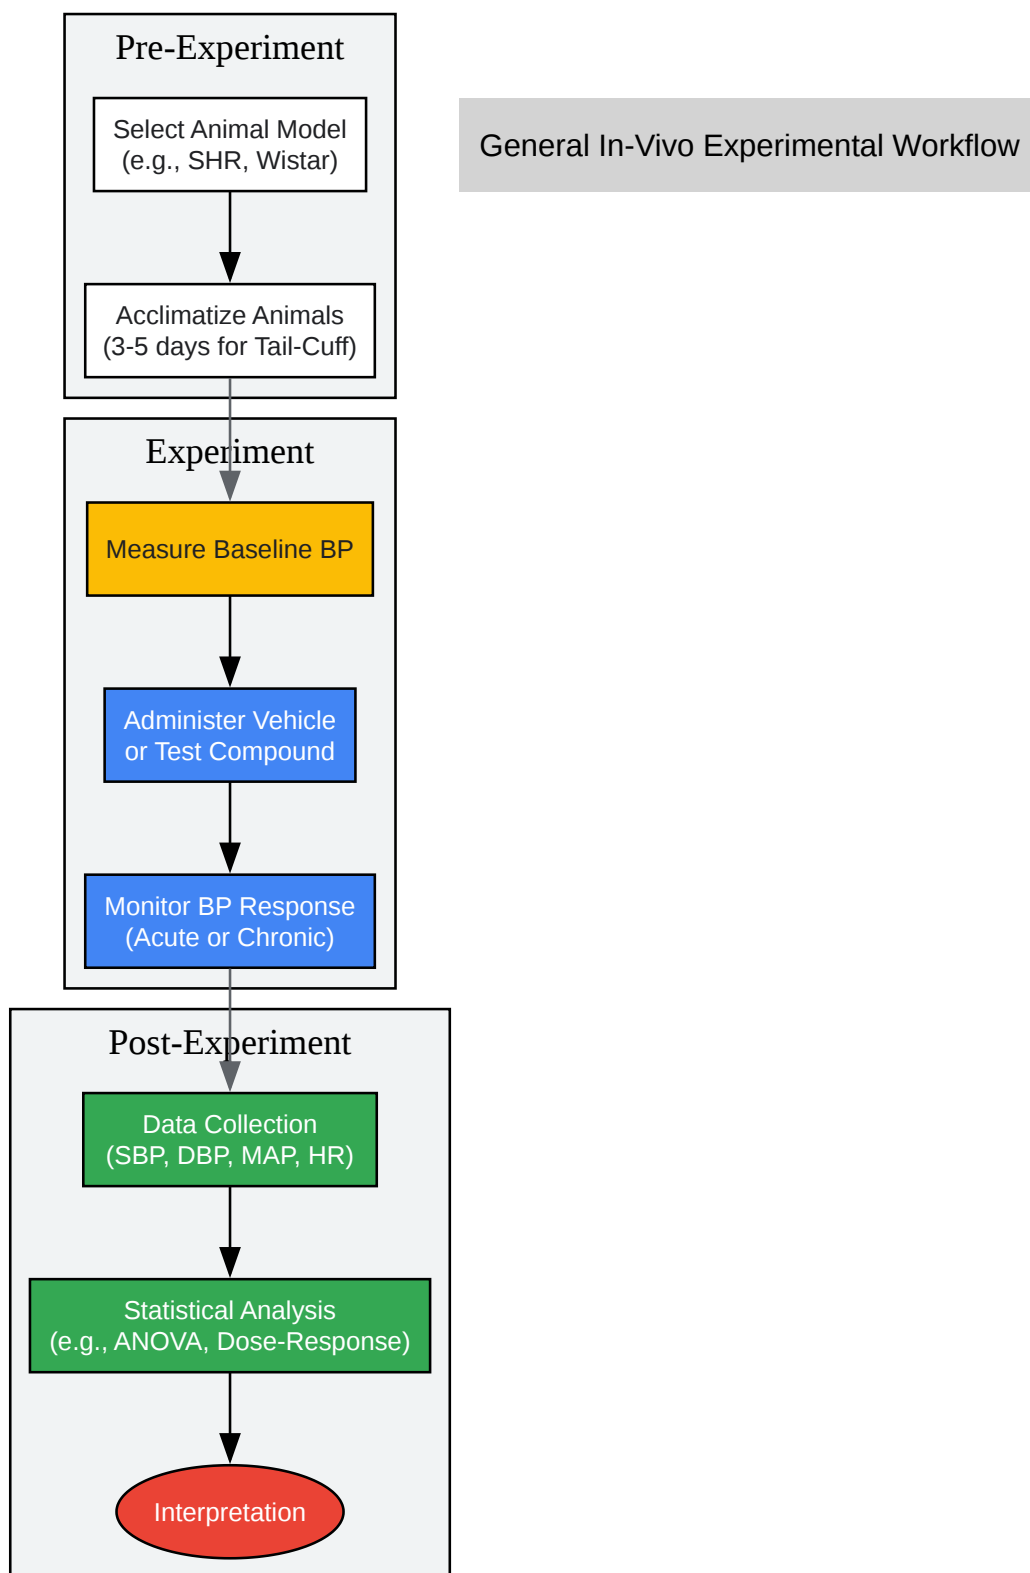 Pre-Experiment
Select Animal Model
(e.g., SHR, Wistar)
General In-Vivo Experimental Workflow
Acclimatize Animals
(3-5 days for Tail-Cuff)
Experiment
Measure Baseline BP
Administer Vehicle
or Test Compound
Monitor BP Response
(Acute or Chronic)
Post-Experiment
Data Collection
(SBP, DBP, MAP, HR)
Statistical Analysis
(e.g., ANOVA, Dose-Response)
Interpretation